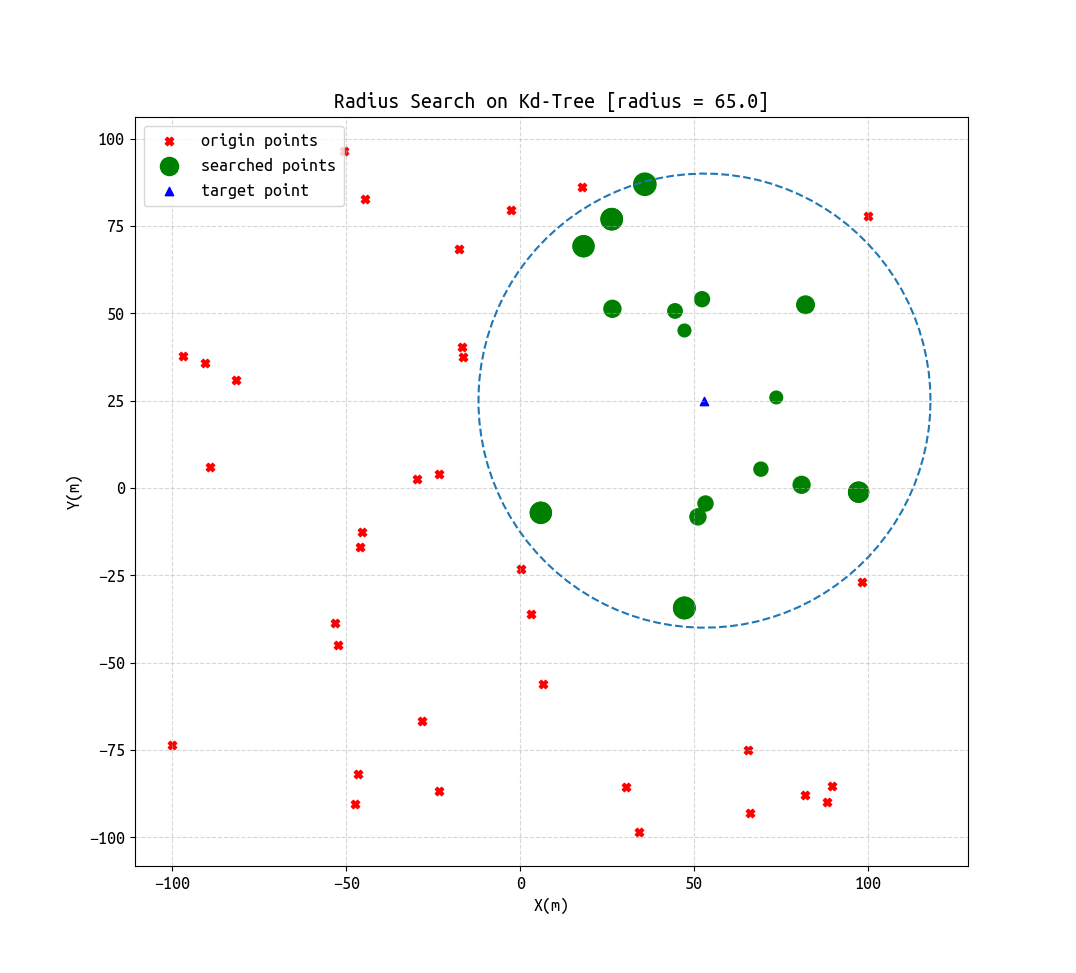 Radius Search on Kd-Tree [radius = 65.0]
origin points
searched points
target point
100
75
50
25
0
−25
−50
−75
−100
Y(m)
−100
−50
0
50
100
X(m)